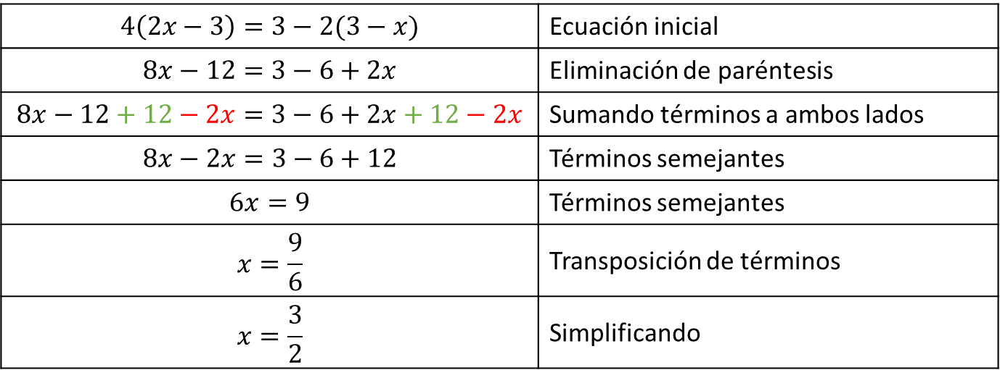 4(2x − 3) = 3 − 2(3 − x) Ecuación inicial
8x − 12 = 3 − 6 + 2x Eliminación de paréntesis
8x − 12 + 12 − 2x = 3 − 6 + 2x + 12 − 2x Sumando términos a ambos lados
8x − 2x = 3 − 6 + 12 Términos semejantes
6x = 9 Términos semejantes
x = 9/6 Transposición de términos
x = 3/2 Simplificando